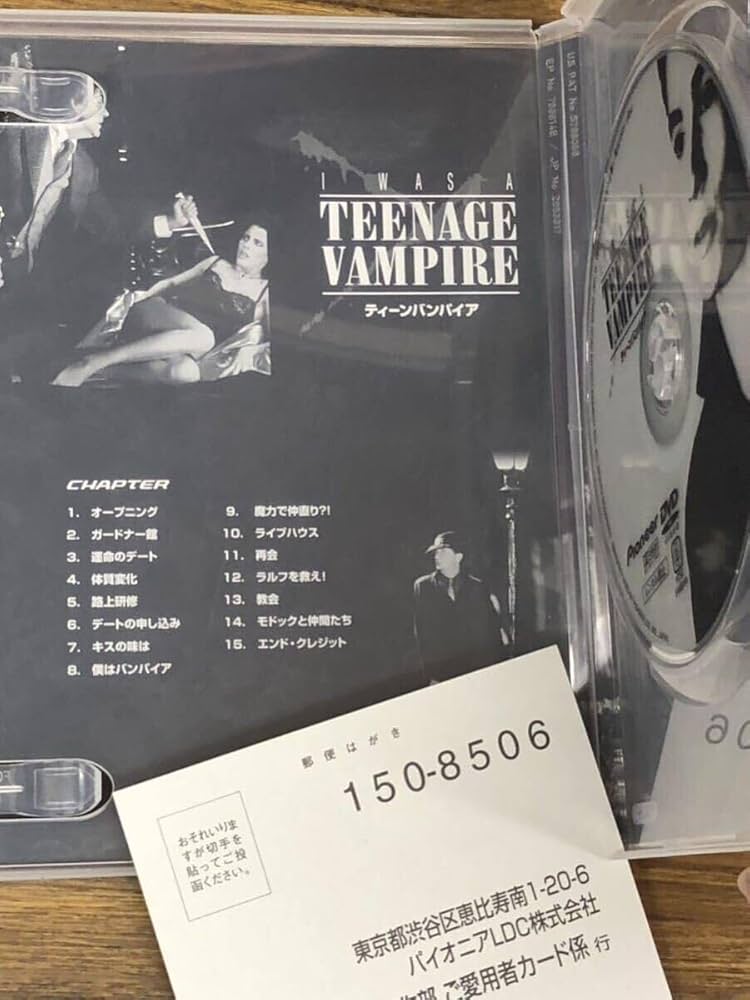 I WAS A
TEENAGE
VAMPIRE
ティーンバンパイア
CHAPTER
1. オープニング
2. ガードナー館
3. 運命のデート
4. 体質変化
5. 路上研修
6. デートの申し込み
7. キスの味は
8. 僕はバンパイア
9. 魔力で仲直り?!
10. ライブハウス
11. 再会
12. ラルフを救え!
13. 教会
14. モドックと仲間たち
15. エンド・クレジット
TEENAGE
VAMPIRE
Pioneer DVD
郵便はがき
150-8506
おそれいりま
すが切手を
貼ってご投
函ください。
東京都渋谷区恵比寿南1-20-6
パイオニアLDC株式会社
ご愛用者カード係 行